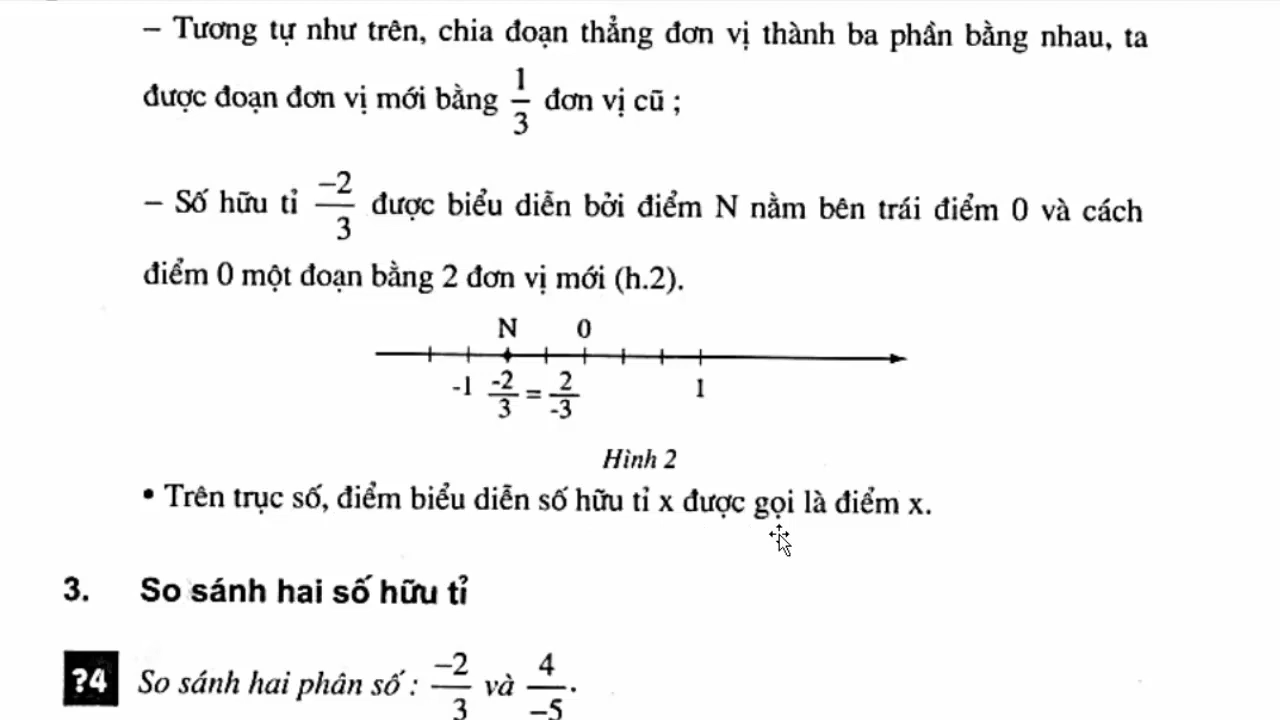 – Tương tự như trên, chia đoạn thẳng đơn vị thành ba phần bằng nhau, ta
được đoạn đơn vị mới bằng 1/3 đơn vị cũ ;
– Số hữu tỉ –2/3 được biểu diễn bởi điểm N nằm bên trái điểm 0 và cách
điểm 0 một đoạn bằng 2 đơn vị mới (h.2).
N 0
-1 -2/3 = 2/-3 1
Hình 2
• Trên trục số, điểm biểu diễn số hữu tỉ x được gọi là điểm x.
3. So sánh hai số hữu tỉ
?4 So sánh hai phân số : –2/3 và 4/–5.